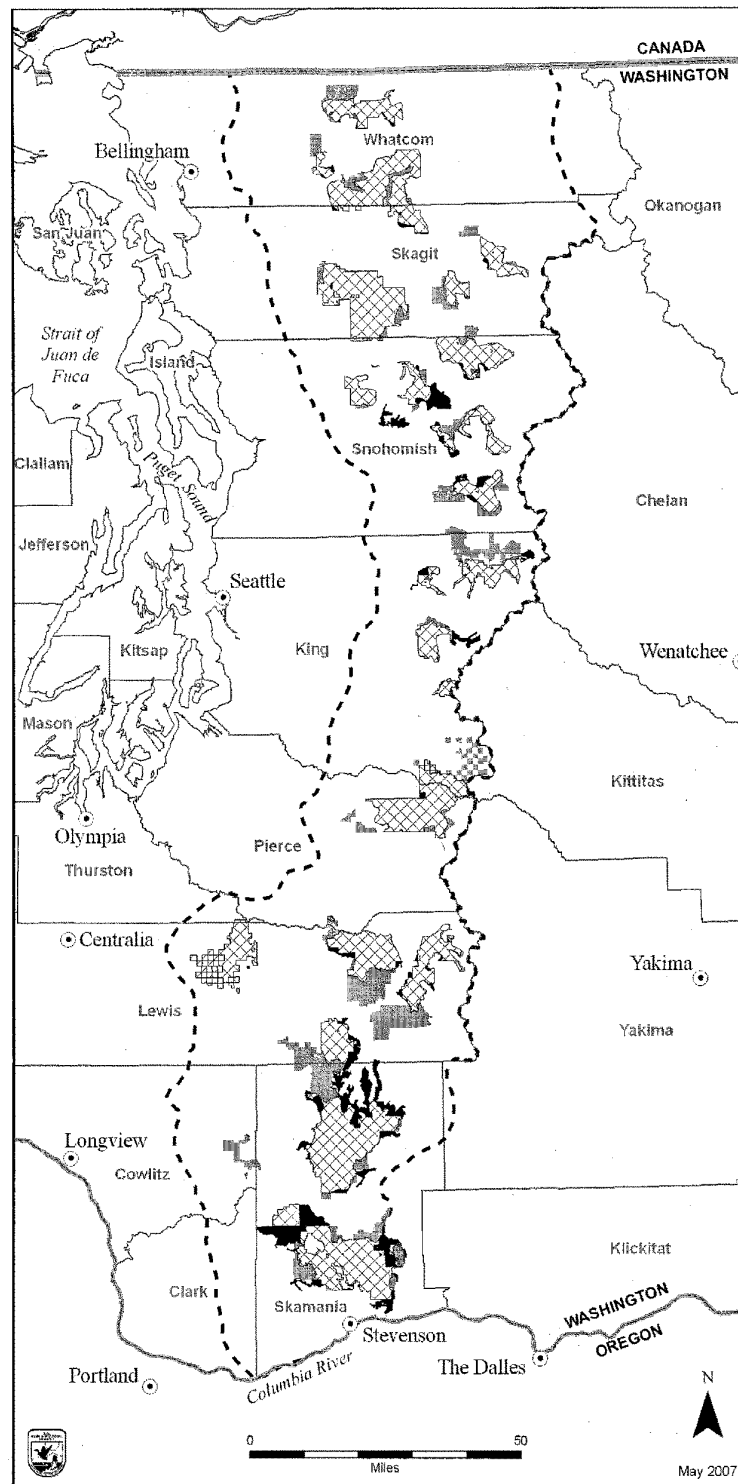 CANADA
WASHINGTON
Whatcom
Bellingham
Okanogan
San Juan
Skagit
Strait of
Juan de
Fuca
Island
Snohomish
Clallam
Puget Sound
Chelan
Jefferson
Seattle
Kitsap
King
Wenatchee
Mason
Kittitas
Olympia
Pierce
Thurston
Centralia
Yakima
Lewis
Yakima
Longview
Cowlitz
Klickitat
Clark
Skamania
WASHINGTON
OREGON
Stevenson
The Dalles
Columbia River
Portland
N
0
50
Miles
May 2007